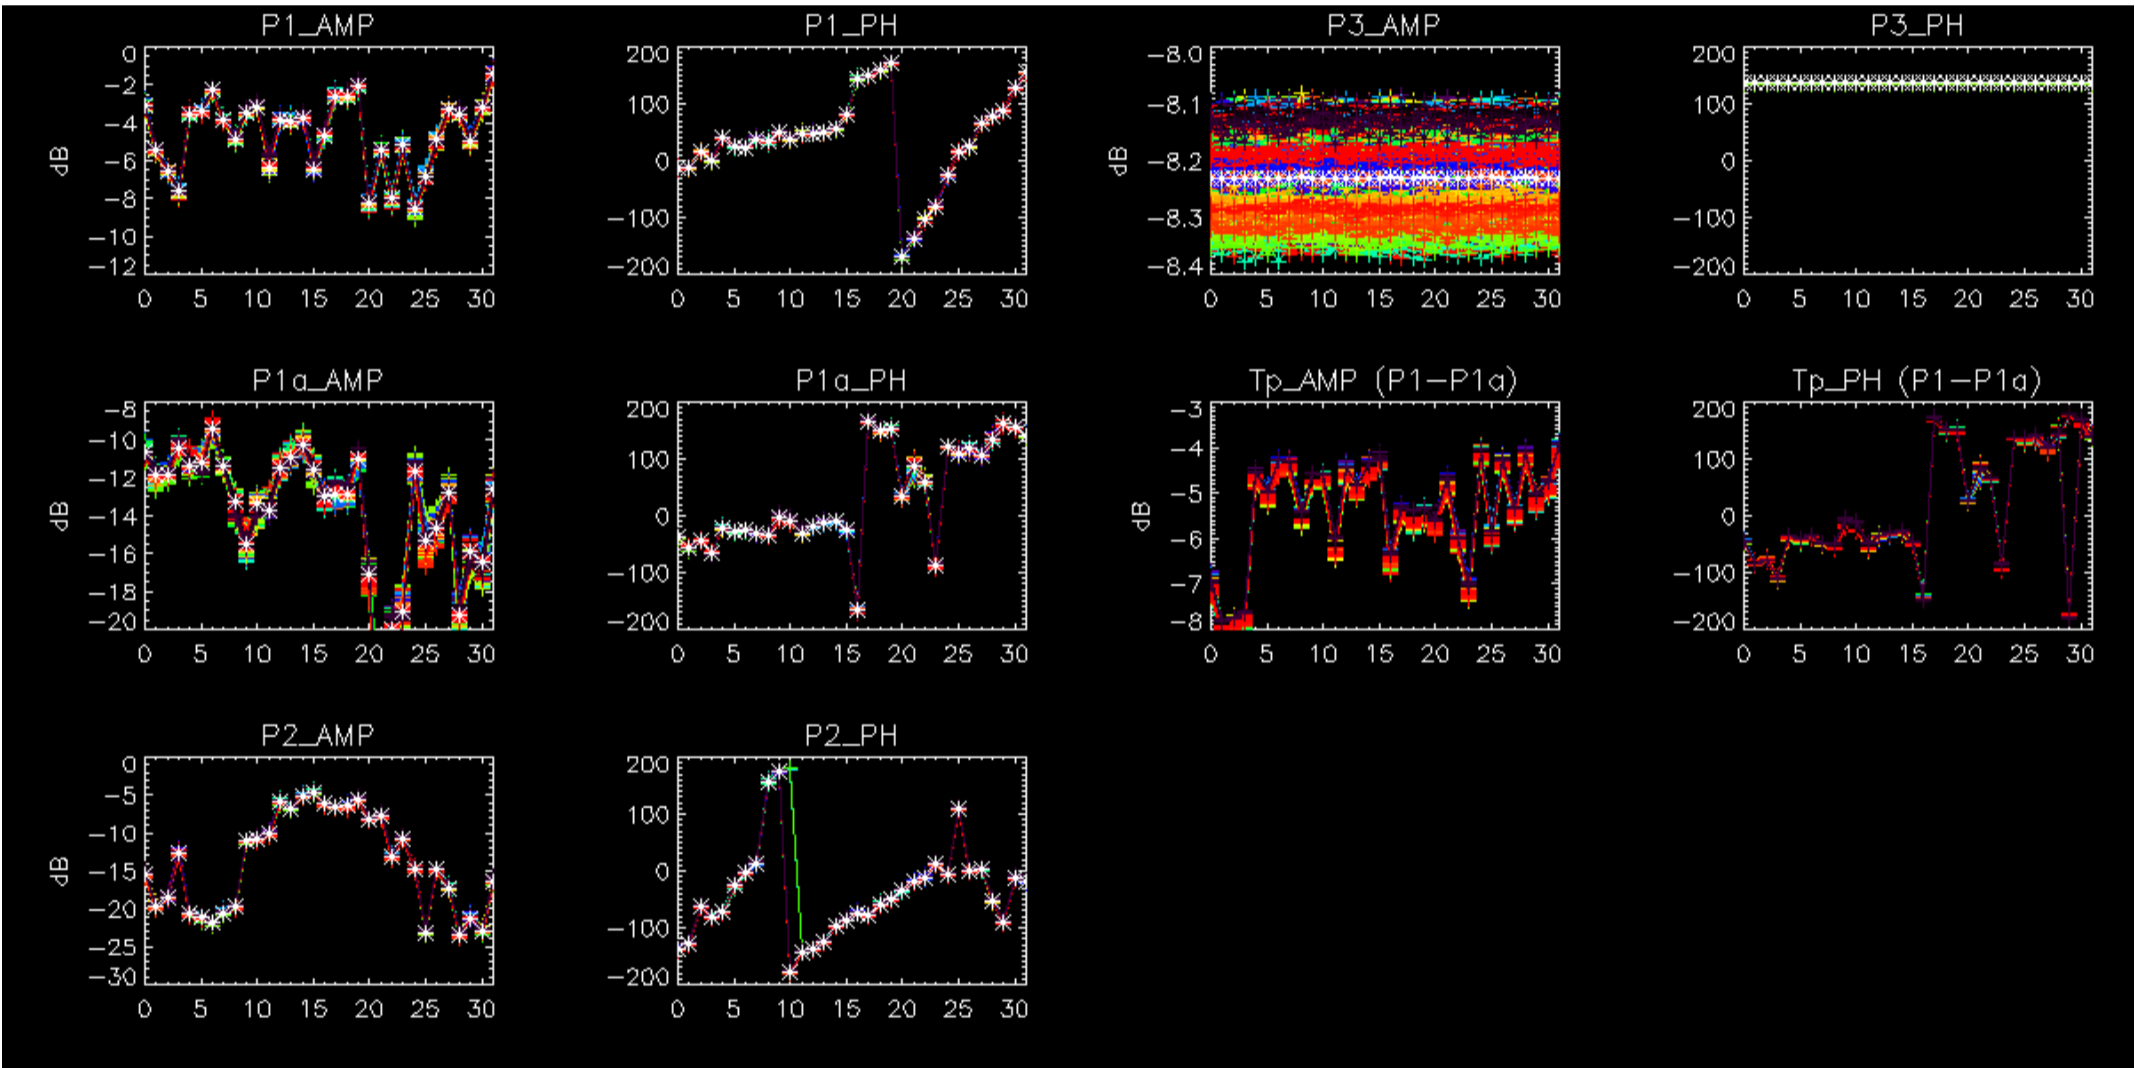 P1_AMP
P1_PH
P3_AMP
P3_PH
0
−2
−4
−6
−8
−10
−12
dB
0 5 10 15 20 25 30
200
100
0
−100
−200
0 5 10 15 20 25 30
−8.0
−8.1
−8.2
−8.3
−8.4
dB
0 5 10 15 20 25 30
200
100
0
−100
−200
0 5 10 15 20 25 30
P1a_AMP
P1a_PH
Tp_AMP (P1−P1a)
Tp_PH (P1−P1a)
−8
−10
−12
−14
−16
−18
−20
dB
0 5 10 15 20 25 30
200
100
0
−100
−200
0 5 10 15 20 25 30
−3
−4
−5
−6
−7
−8
dB
0 5 10 15 20 25 30
200
100
0
−100
−200
0 5 10 15 20 25 30
P2_AMP
P2_PH
0
−5
−10
−15
−20
−25
−30
dB
0 5 10 15 20 25 30
200
100
0
−100
−200
0 5 10 15 20 25 30